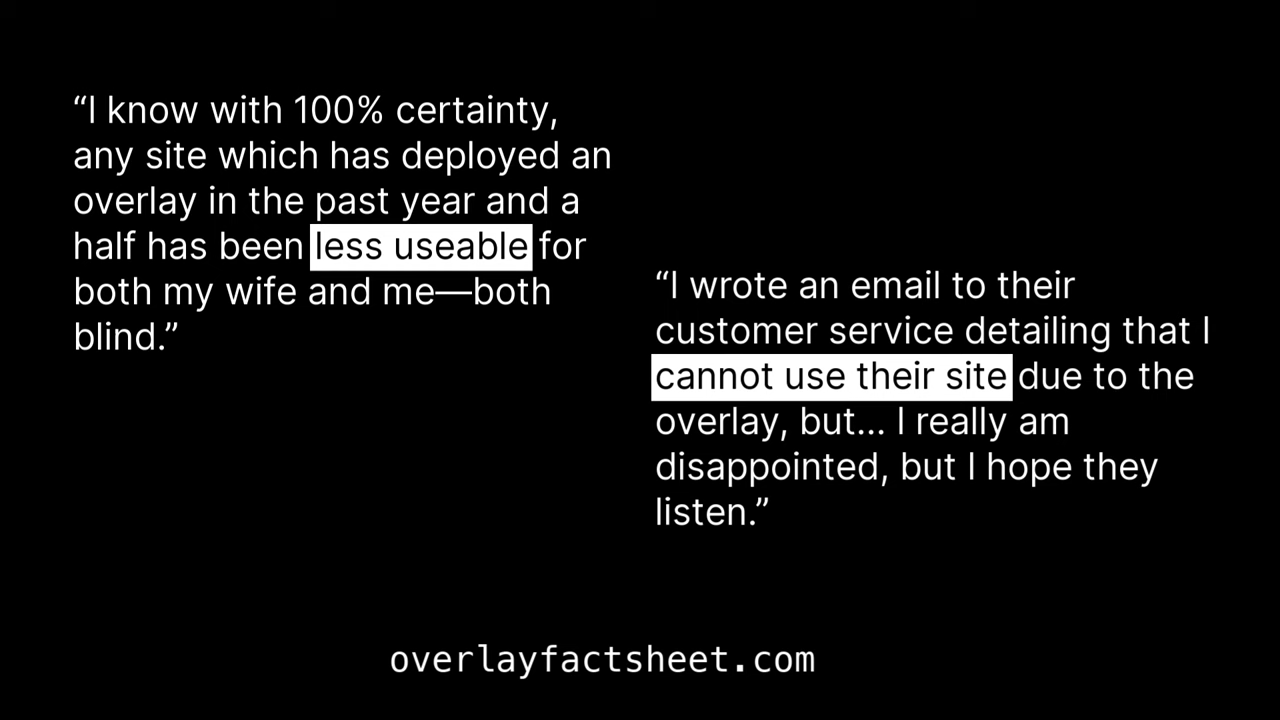 “I know with 100% certainty,
any site which has deployed an
overlay in the past year and a
half has been less useable for
both my wife and me—both
blind.”
“I wrote an email to their
customer service detailing that I
cannot use their site due to the
overlay, but... I really am
disappointed, but I hope they
listen.”
overlayfactsheet.com